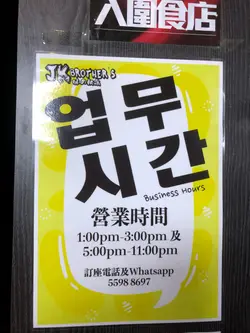 入圍食店
JK BROTHER'S
업무
시간
Business Hours
營業時間
1:00pm-3:00pm 及
5:00pm-11:00pm
訂座電話及Whatsapp
5598 8697